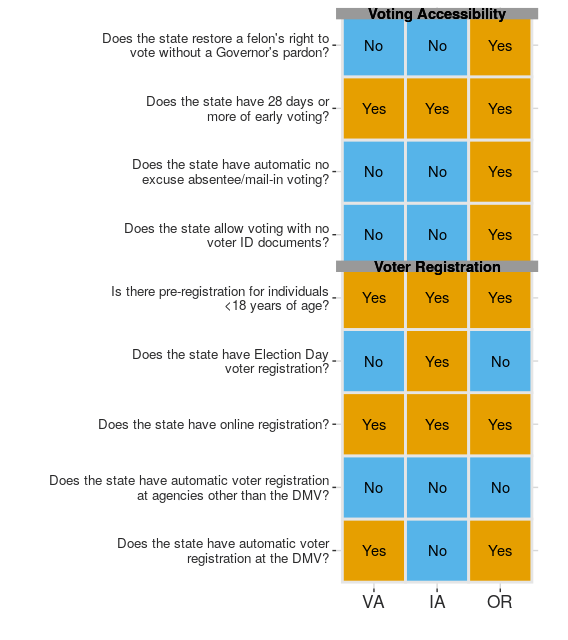 Voting Accessibility
Does the state restore a felon's right to
vote without a Governor's pardon?
No No Yes
Does the state have 28 days or
more of early voting?
Yes Yes Yes
Does the state have automatic no
excuse absentee/mail-in voting?
No No Yes
Does the state allow voting with no
voter ID documents?
No No Yes
Voter Registration
Is there pre-registration for individuals
<18 years of age?
Yes Yes Yes
Does the state have Election Day
voter registration?
No Yes No
Does the state have online registration?
Yes Yes Yes
Does the state have automatic voter registration
at agencies other than the DMV?
No No No
Does the state have automatic voter
registration at the DMV?
Yes No Yes
VA IA OR